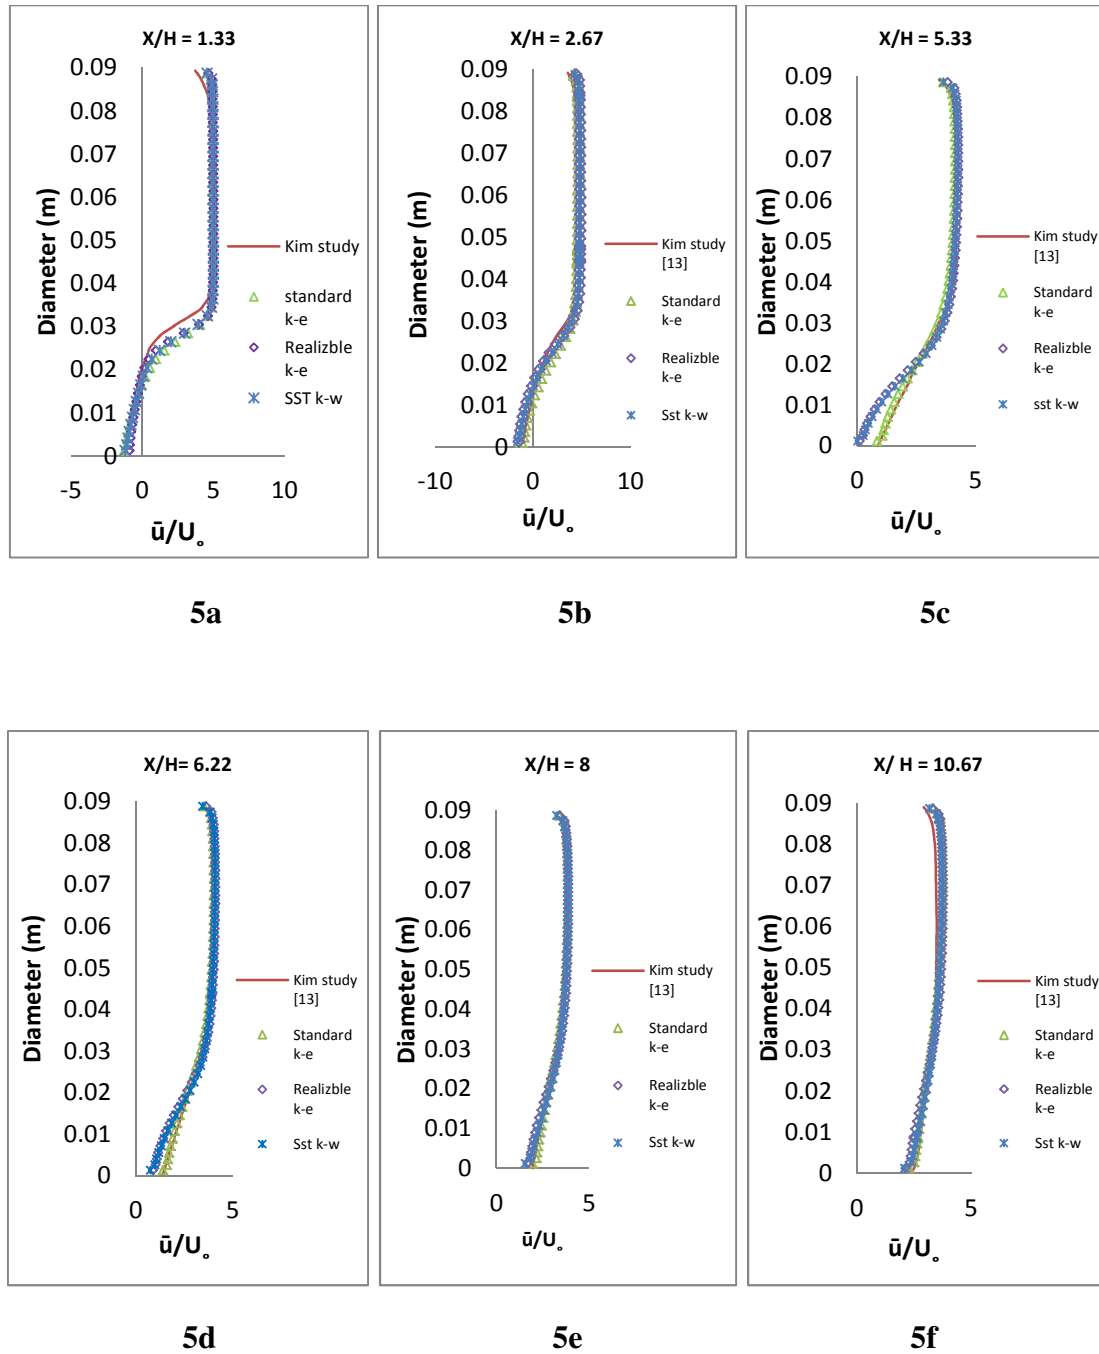 X/H = 1.33
0.09
0.08
0.07
0.06
0.05
0.04
0.03
0.02
0.01
0
-5 0 5 10
Diameter (m)
ū/Uₒ
Kim study
standard
k-e
Realizble
k-e
SST k-w
5a
X/H = 2.67
0.09
0.08
0.07
0.06
0.05
0.04
0.03
0.02
0.01
0
-10 0 10
Diameter (m)
ū/Uₒ
Kim study
[13]
Standard
k-e
Realizble
k-e
Sst k-w
5b
X/H = 5.33
0.09
0.08
0.07
0.06
0.05
0.04
0.03
0.02
0.01
0
0 5
Diameter (m)
ū/Uₒ
Kim study
[13]
Standard
k-e
Realizble
k-e
sst k-w
5c
X/H= 6.22
0.09
0.08
0.07
0.06
0.05
0.04
0.03
0.02
0.01
0
0 5
Diameter (m)
ū/Uₒ
Kim study
[13]
Standard
k-e
Realizble
k-e
Sst k-w
5d
X/H = 8
0.09
0.08
0.07
0.06
0.05
0.04
0.03
0.02
0.01
0
0 5
Diameter (m)
ū/Uₒ
Kim study
[13]
Standard
k-e
Realizble
k-e
Sst k-w
5e
X/ H = 10.67
0.09
0.08
0.07
0.06
0.05
0.04
0.03
0.02
0.01
0
0 5
Diameter (m)
ū/Uₒ
Kim study
[13]
Standard
k-e
Realizble
k-e
Sst k-w
5f